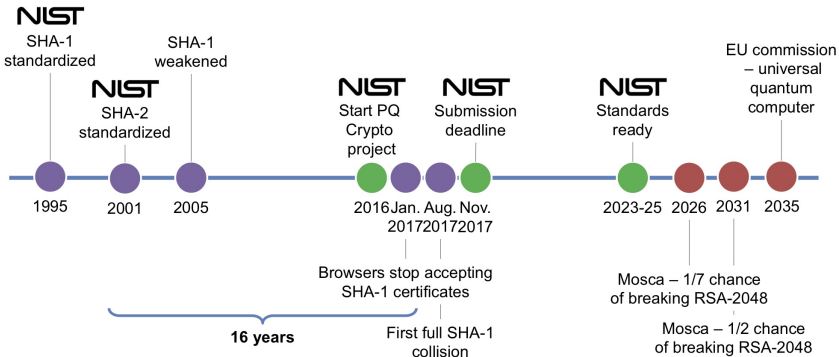 NIST
SHA-1
standardized
NIST
SHA-2
standardized
SHA-1
weakened
NIST
Start PQ
Crypto
project
NIST
Submission
deadline
NIST
Standards
ready
EU commission
– universal
quantum
computer
1995
2001
2005
2016
Jan.
2017
Aug.
2017
Nov.
2017
2023-25
2026
2031
2035
Browsers stop accepting
SHA-1 certificates
First full SHA-1
collision
16 years
Mosca – 1/7 chance
of breaking RSA-2048
Mosca – 1/2 chance
of breaking RSA-2048